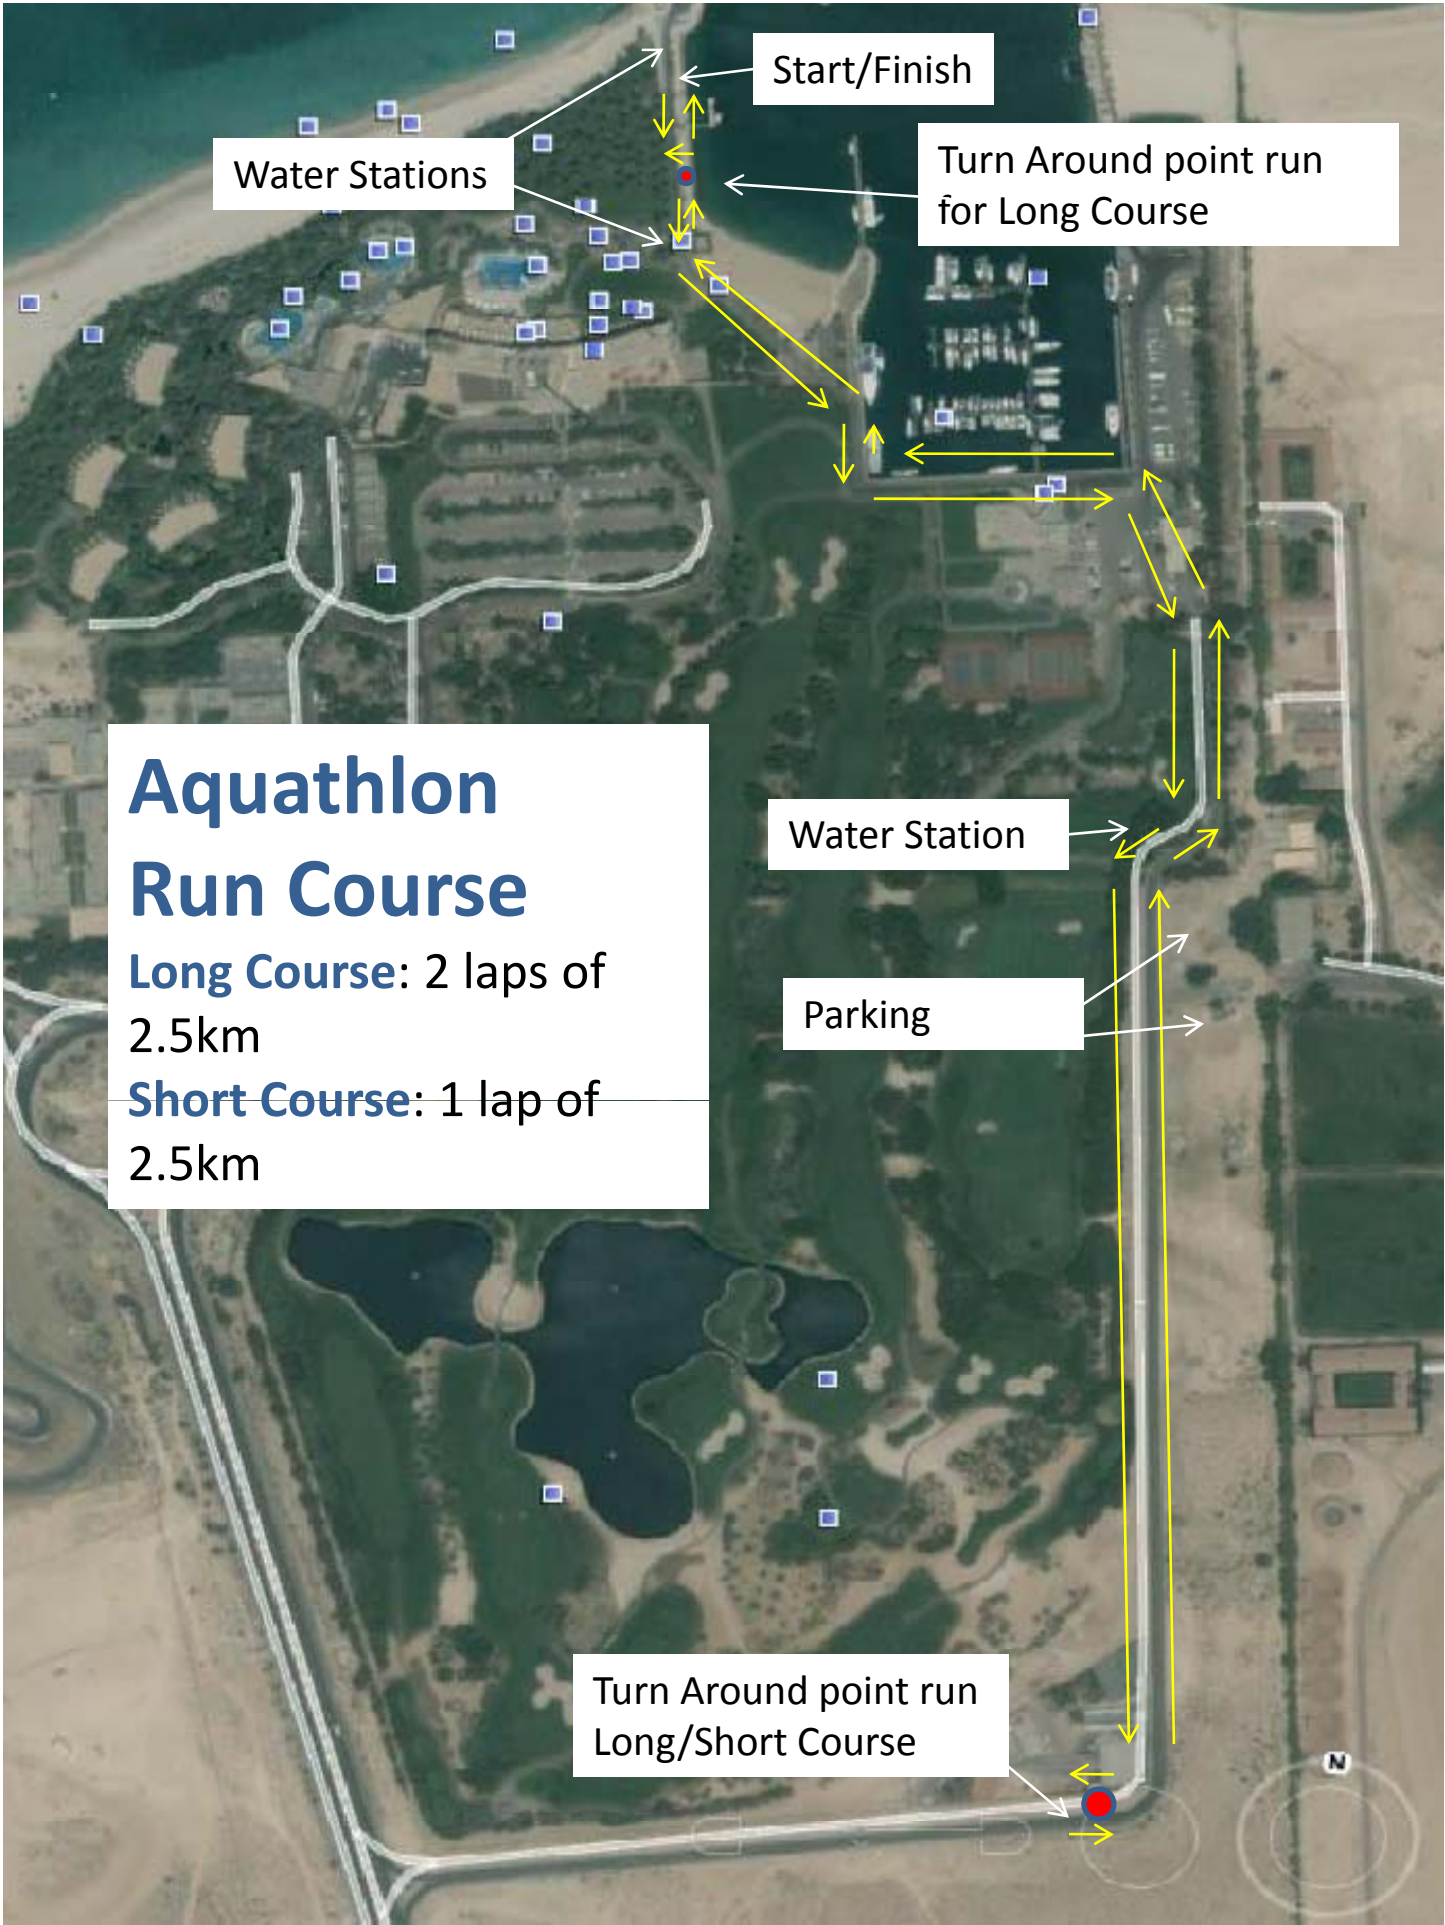 Start/Finish
Water Stations
Turn Around point run
for Long Course
Aquathlon
Run Course
Long Course: 2 laps of
2.5km
Short Course: 1 lap of
2.5km
Water Station
Parking
Turn Around point run
Long/Short Course
N